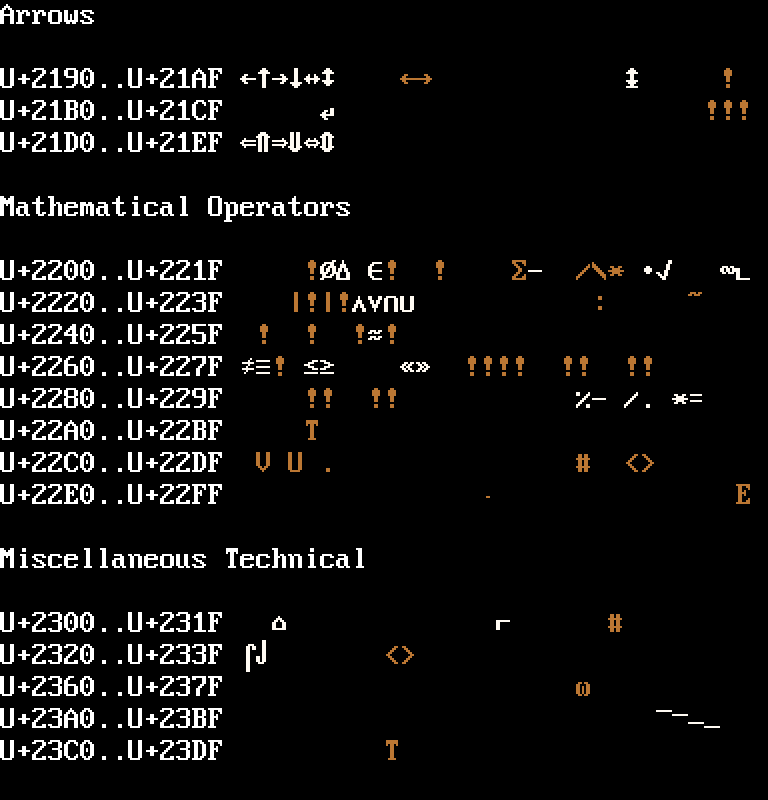 Arrows
U+2190..U+21AF ←↑→↓↔↕ ↔ ↨ !
U+21B0..U+21CF ↵ !!!
U+21D0..U+21EF ⇐⇑⇒⇓⇔⇕
Mathematical Operators
U+2200..U+221F !∅∆ ∈! ! Σ− /\* ∙√ ∞∟
U+2220..U+223F |!|!∧∨∩∪ : ~
U+2240..U+225F ! ! !≈!
U+2260..U+227F ≠≡! ≤≥ «» !!!! !! !!
U+2280..U+229F !! !! ⁒− /. *=
U+22A0..U+22BF T
U+22C0..U+22DF V U . # <>
U+22E0..U+22FF · E
Miscellaneous Technical
U+2300..U+231F ⌂ ⌐ #
U+2320..U+233F ⌠⌡ <>
U+2360..U+237F ω
U+23A0..U+23BF ⎺⎻⎼⎽
U+23C0..U+23DF T